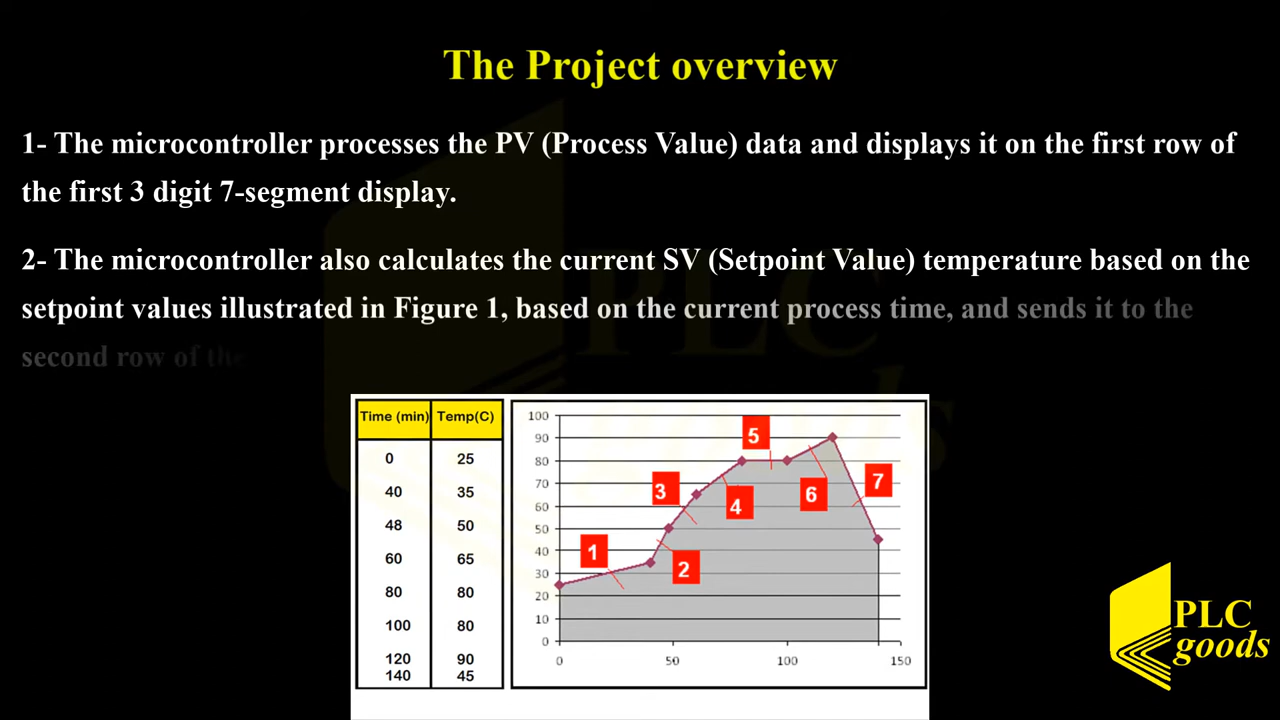 The Project overview
1- The microcontroller processes the PV (Process Value) data and displays it on the first row of
the first 3 digit 7-segment display.
2- The microcontroller also calculates the current SV (Setpoint Value) temperature based on the
setpoint values illustrated in Figure 1, based on the current process time, and sends it to the
second row of the
Time (min) Temp(C)
0 25
40 35
48 50
60 65
80 80
100 80
120 90
140 45
100
90
80
70
60
50
40
30
20
10
0
0 50 100 150
1
2
3
4
5
6
7
PLC
goods
PLC
goods